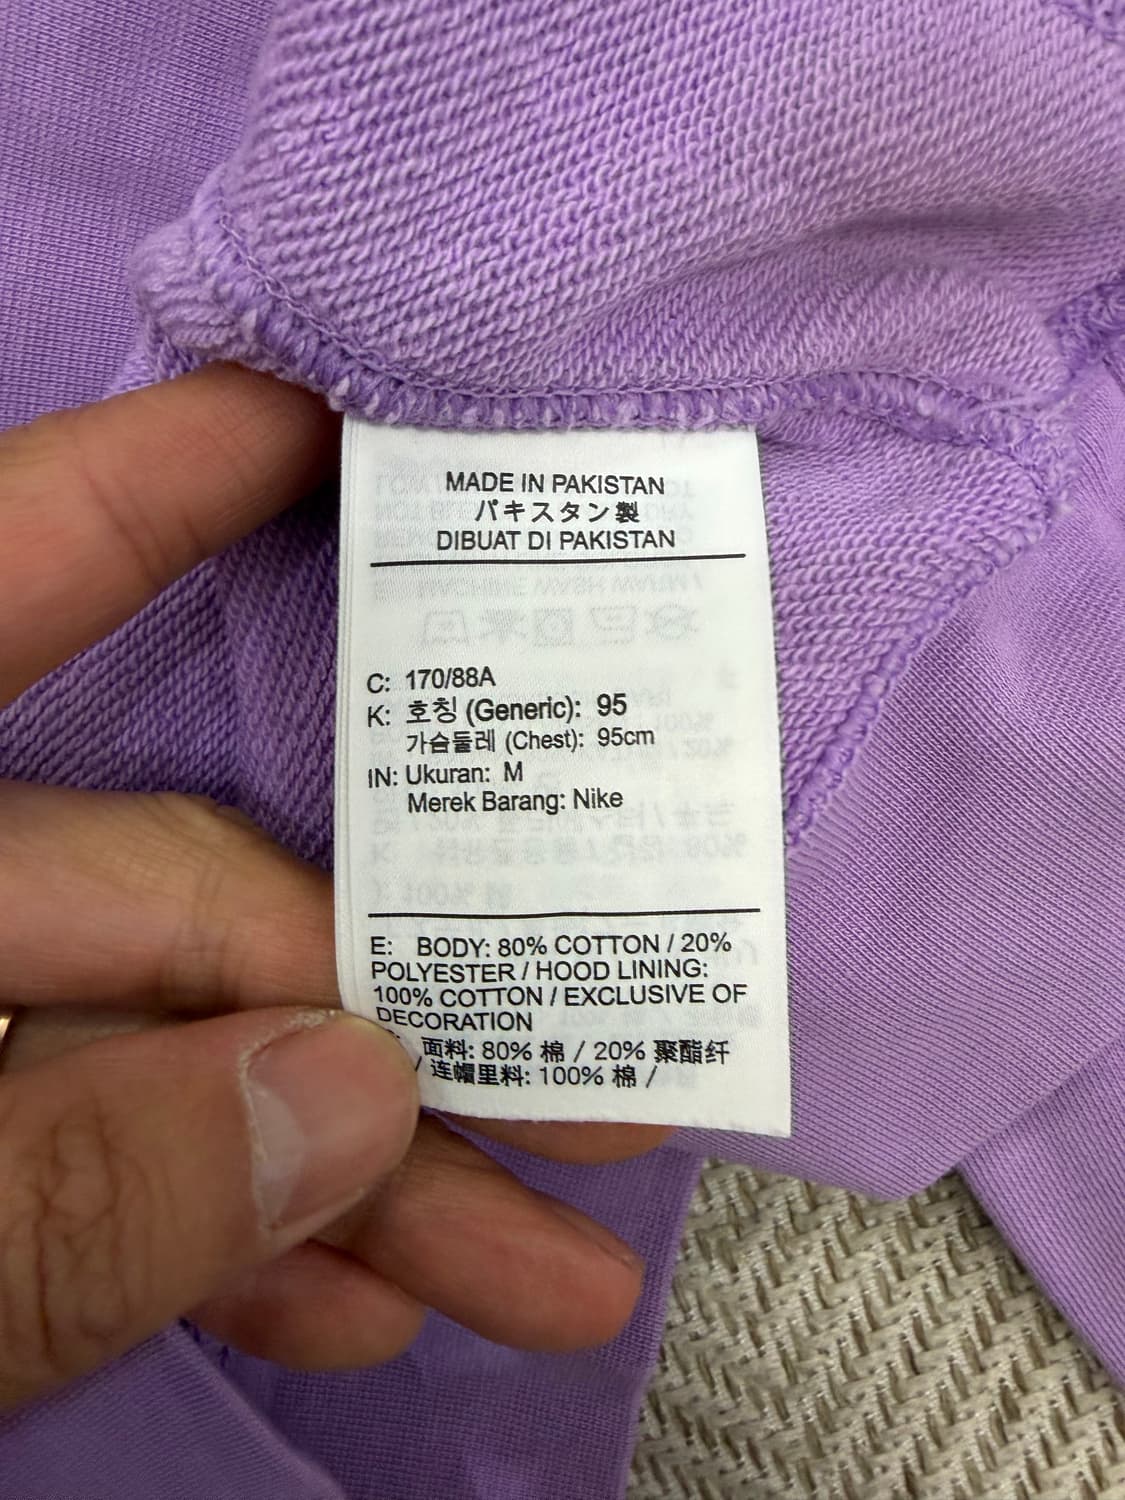 MADE IN PAKISTAN
パキスタン製
DIBUAT DI PAKISTAN
C: 170/88A
K: 호칭 (Generic): 95
가슴둘레 (Chest): 95cm
IN: Ukuran: M
Merek Barang: Nike
E: BODY: 80% COTTON / 20%
POLYESTER / HOOD LINING:
100% COTTON / EXCLUSIVE OF
DECORATION
面料: 80% 棉 / 20% 聚酯纤
/ 连帽里料: 100% 棉 /